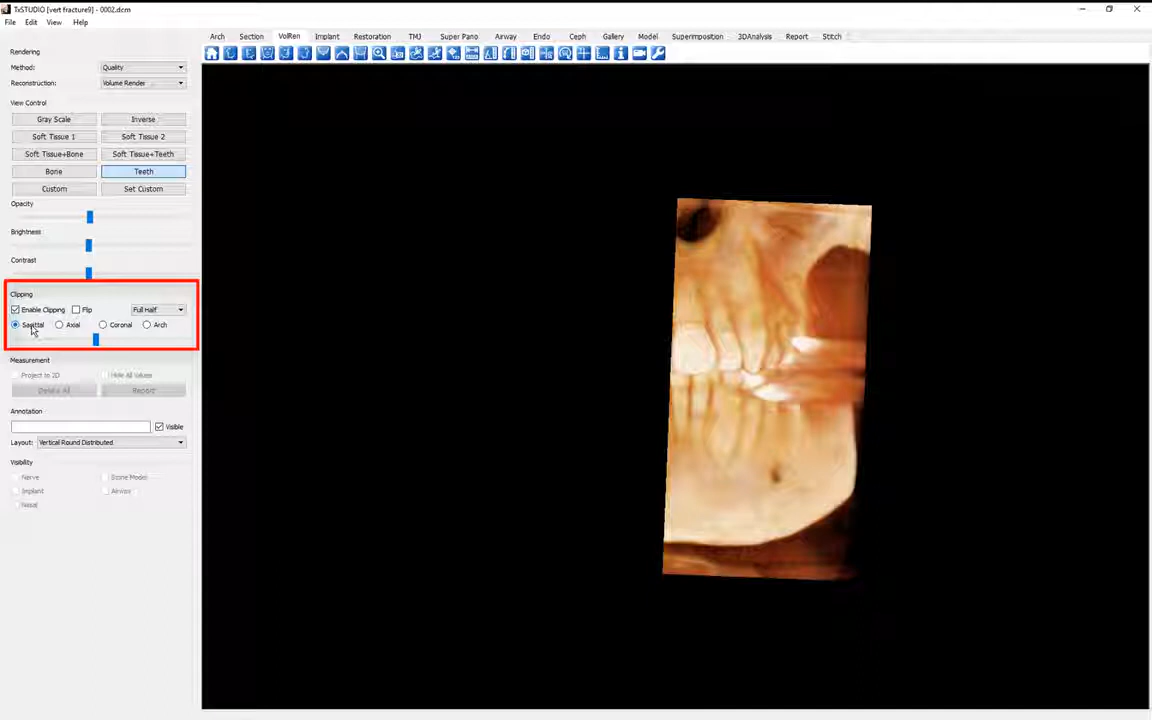 TxSTUDIO [vert fracture9] - 0002.dcm
File Edit View Help
Arch Section VolRen Implant Restoration TMJ Super Pano Airway Endo Ceph Gallery Model Superimposition 3DAnalysis Report Stitch
Rendering
Method: Quality
Reconstruction: Volume Render
View Control
Gray Scale Inverse
Soft Tissue 1 Soft Tissue 2
Soft Tissue+Bone Soft Tissue+Teeth
Bone Teeth
Custom Set Custom
Opacity
Brightness
Contrast
Clipping
Enable Clipping Flip Full Half
Sagittal Axial Coronal Arch
Measurement
Project to 2D Hide All Values
Delete All Report
Annotation
Visible
Layout: Vertical Round Distributed
Visibility
Nerve Stone Model
Implant Airway
Nasal